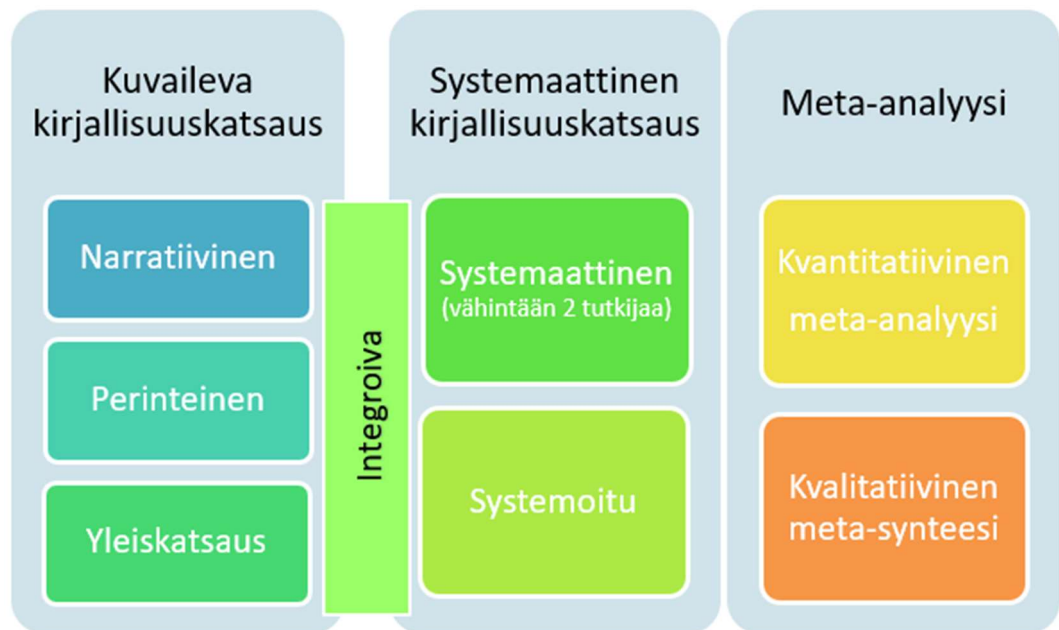 Kuvaileva
kirjallisuuskatsaus
Narratiivinen
Perinteinen
Yleiskatsaus
Integroiva
Systemaattinen
kirjallisuuskatsaus
Systemaattinen
(vähintään 2 tutkijaa)
Systemoitu
Meta-analyysi
Kvantitatiivinen
meta-analyysi
Kvalitatiivinen
meta-synteesi